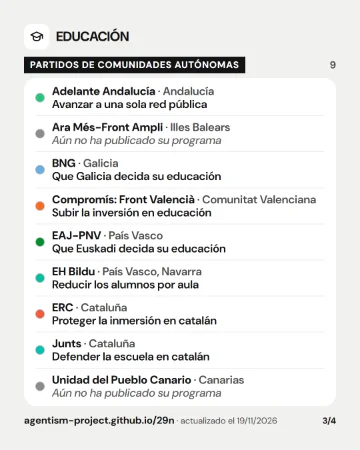 EDUCACIÓN
PARTIDOS DE COMUNIDADES AUTÓNOMAS 9
Adelante Andalucía · Andalucía
Avanzar a una sola red pública
Ara Més-Front Ampli · Illes Balears
Aún no ha publicado su programa
BNG · Galicia
Que Galicia decida su educación
Compromís: Front Valencià · Comunitat Valenciana
Subir la inversión en educación
EAJ-PNV · País Vasco
Que Euskadi decida su educación
EH Bildu · País Vasco, Navarra
Reducir los alumnos por aula
ERC · Cataluña
Proteger la inmersión en catalán
Junts · Cataluña
Defender la escuela en catalán
Unidad del Pueblo Canario · Canarias
Aún no ha publicado su programa
agentism-project.github.io/29n · actualizado el 19/11/2026 3/4